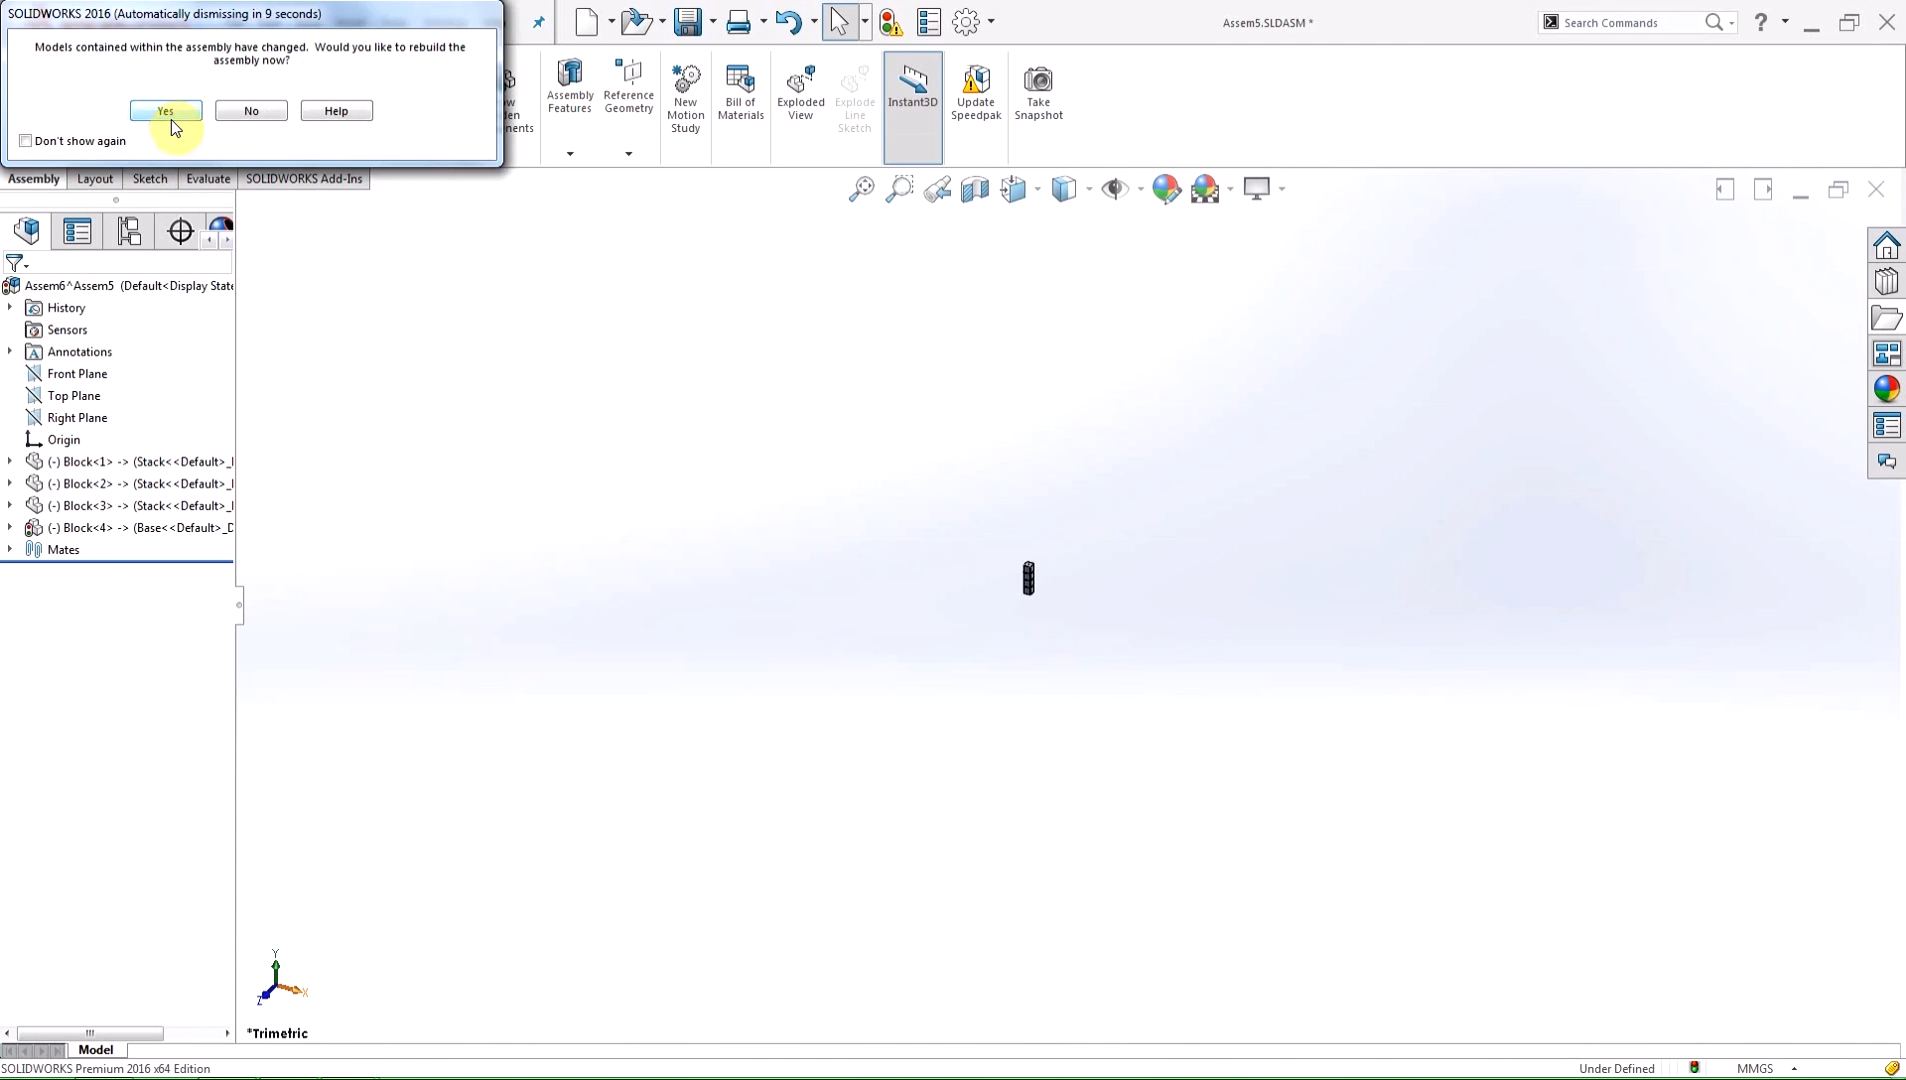 SOLIDWORKS 2016 (Automatically dismissing in 9 seconds)
Models contained within the assembly have changed. Would you like to rebuild the
assembly now?
Yes
No
Help
Don't show again
Assem5.SLDASM *
Search Commands
Assembly
Features
Reference
Geometry
New
Motion
Study
Bill of
Materials
Exploded
View
Explode
Line
Sketch
Instant3D
Update
Speedpak
Take
Snapshot
Assembly
Layout
Sketch
Evaluate
SOLIDWORKS Add-Ins
Assem6^Assem5 (Default<Display State
History
Sensors
Annotations
Front Plane
Top Plane
Right Plane
Origin
(-) Block<1> -> (Stack<<Default>_
(-) Block<2> -> (Stack<<Default>_
(-) Block<3> -> (Stack<<Default>_
(-) Block<4> -> (Base<<Default>_D
Mates
Y
X
Z
*Trimetric
Model
SOLIDWORKS Premium 2016 x64 Edition
Under Defined
MMGS